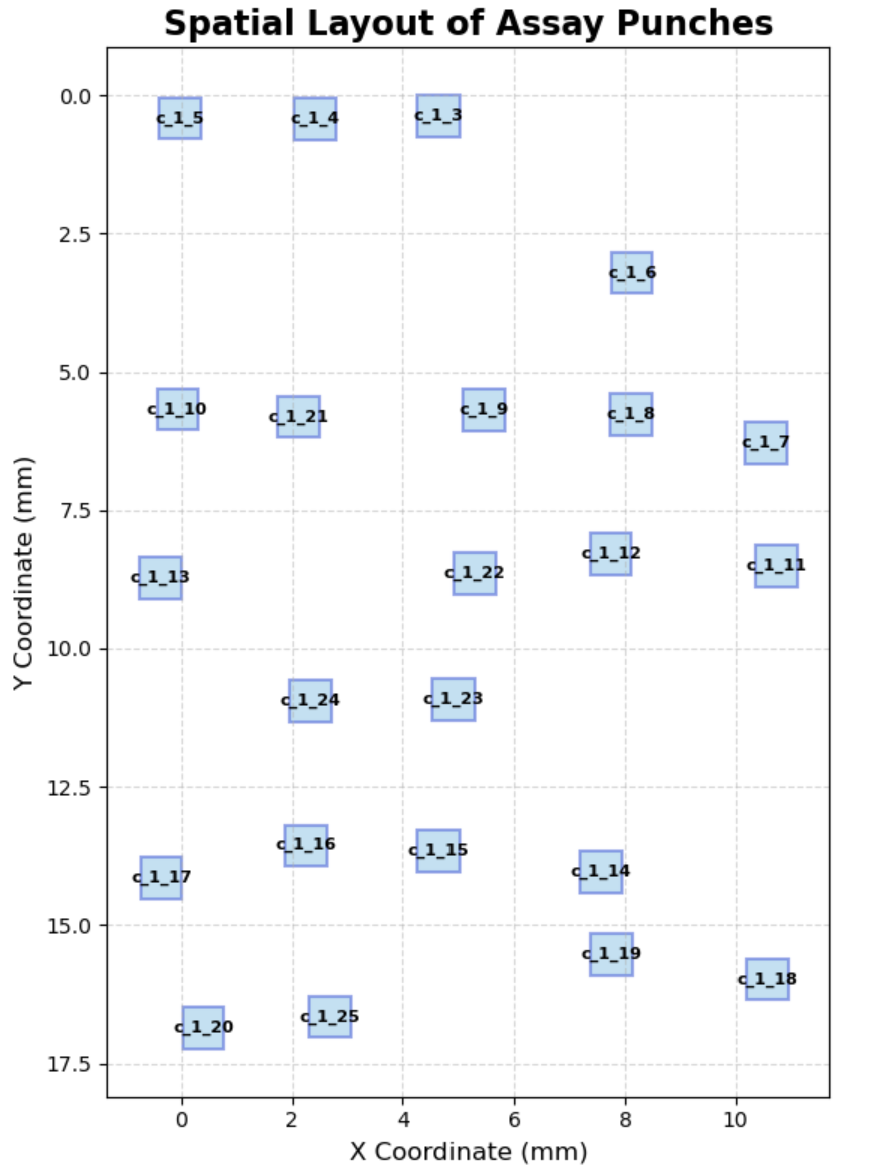 Spatial Layout of Assay Punches
0.0
c_1_5
c_1_4
c_1_3
2.5
c_1_6
5.0
c_1_10
c_1_21
c_1_9
c_1_8
c_1_7
7.5
c_1_13
c_1_22
c_1_12
c_1_11
10.0
c_1_24
c_1_23
12.5
c_1_16
c_1_15
c_1_14
c_1_17
15.0
c_1_19
c_1_18
c_1_20
c_1_25
17.5
Y Coordinate (mm)
0
2
4
6
8
10
X Coordinate (mm)